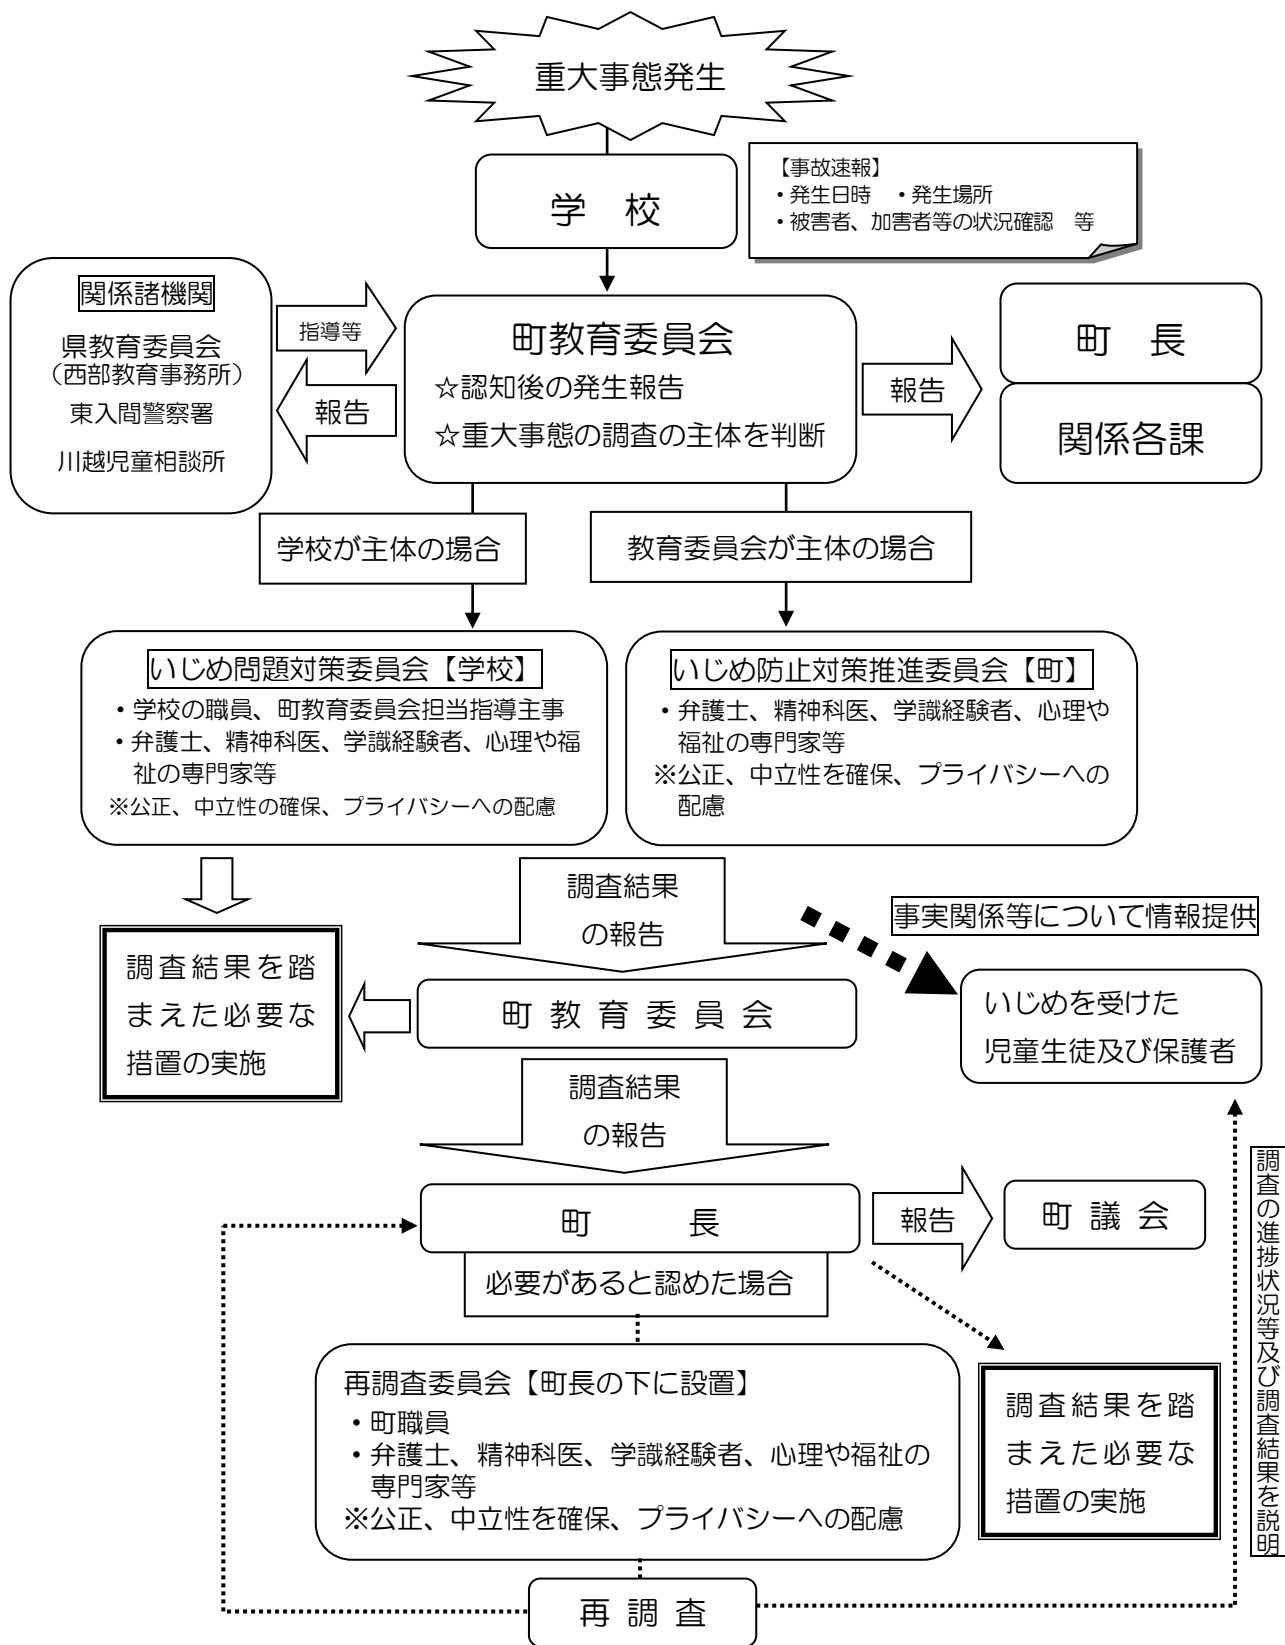 重大事態発生
学　校
【事故速報】
・発生日時　・発生場所
・被害者、加害者等の状況確認　等
関係諸機関
県教育委員会
（西部教育事務所）
東入間警察署
川越児童相談所
指導等
報告
町教育委員会
☆認知後の発生報告
☆重大事態の調査の主体を判断
報告
町　長
関係各課
学校が主体の場合
教育委員会が主体の場合
いじめ問題対策委員会【学校】
・学校の職員、町教育委員会担当指導主事
・弁護士、精神科医、学識経験者、心理や福
祉の専門家等
※公正、中立性の確保、プライバシーへの配慮
いじめ防止対策推進委員会【町】
・弁護士、精神科医、学識経験者、心理や
福祉の専門家等
※公正、中立性を確保、プライバシーへの
配慮
調査結果
の報告
事実関係等について情報提供
調査結果を踏
まえた必要な
措置の実施
町教育委員会
いじめを受けた
児童生徒及び保護者
調査結果
の報告
町　長
報告
町議会
必要があると認めた場合
調査の進捗状況等及び調査結果を説明
再調査委員会【町長の下に設置】
・町職員
・弁護士、精神科医、学識経験者、心理や福祉の
専門家等
※公正、中立性を確保、プライバシーへの配慮
調査結果を踏
まえた必要な
措置の実施
再調査